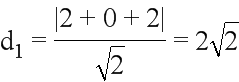 d₁ = |2 + 0 + 2| / √2 = 2√2